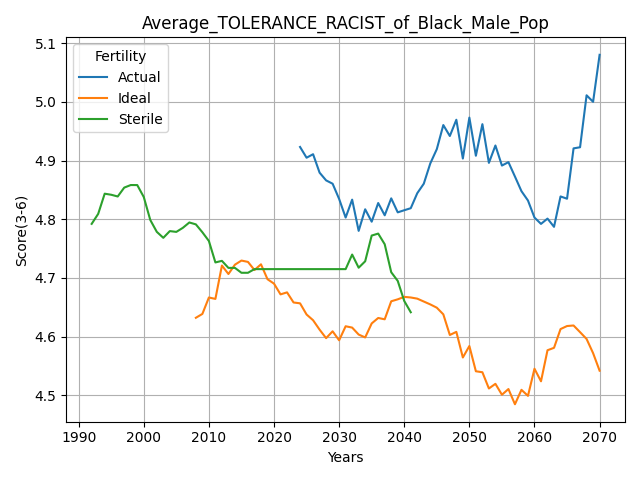 Average_TOLERANCE_RACIST_of_Black_Male_Pop
Fertility
Actual
Ideal
Sterile
Score(3-6)
5.1
5.0
4.9
4.8
4.7
4.6
4.5
1990 2000 2010 2020 2030 2040 2050 2060 2070
Years